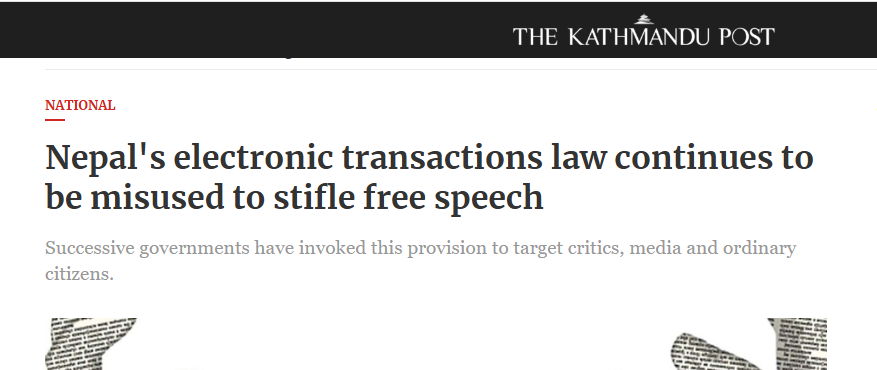 THE KATHMANDU POST
NATIONAL
Nepal's electronic transactions law continues to
be misused to stifle free speech
Successive governments have invoked this provision to target critics, media and ordinary
citizens.